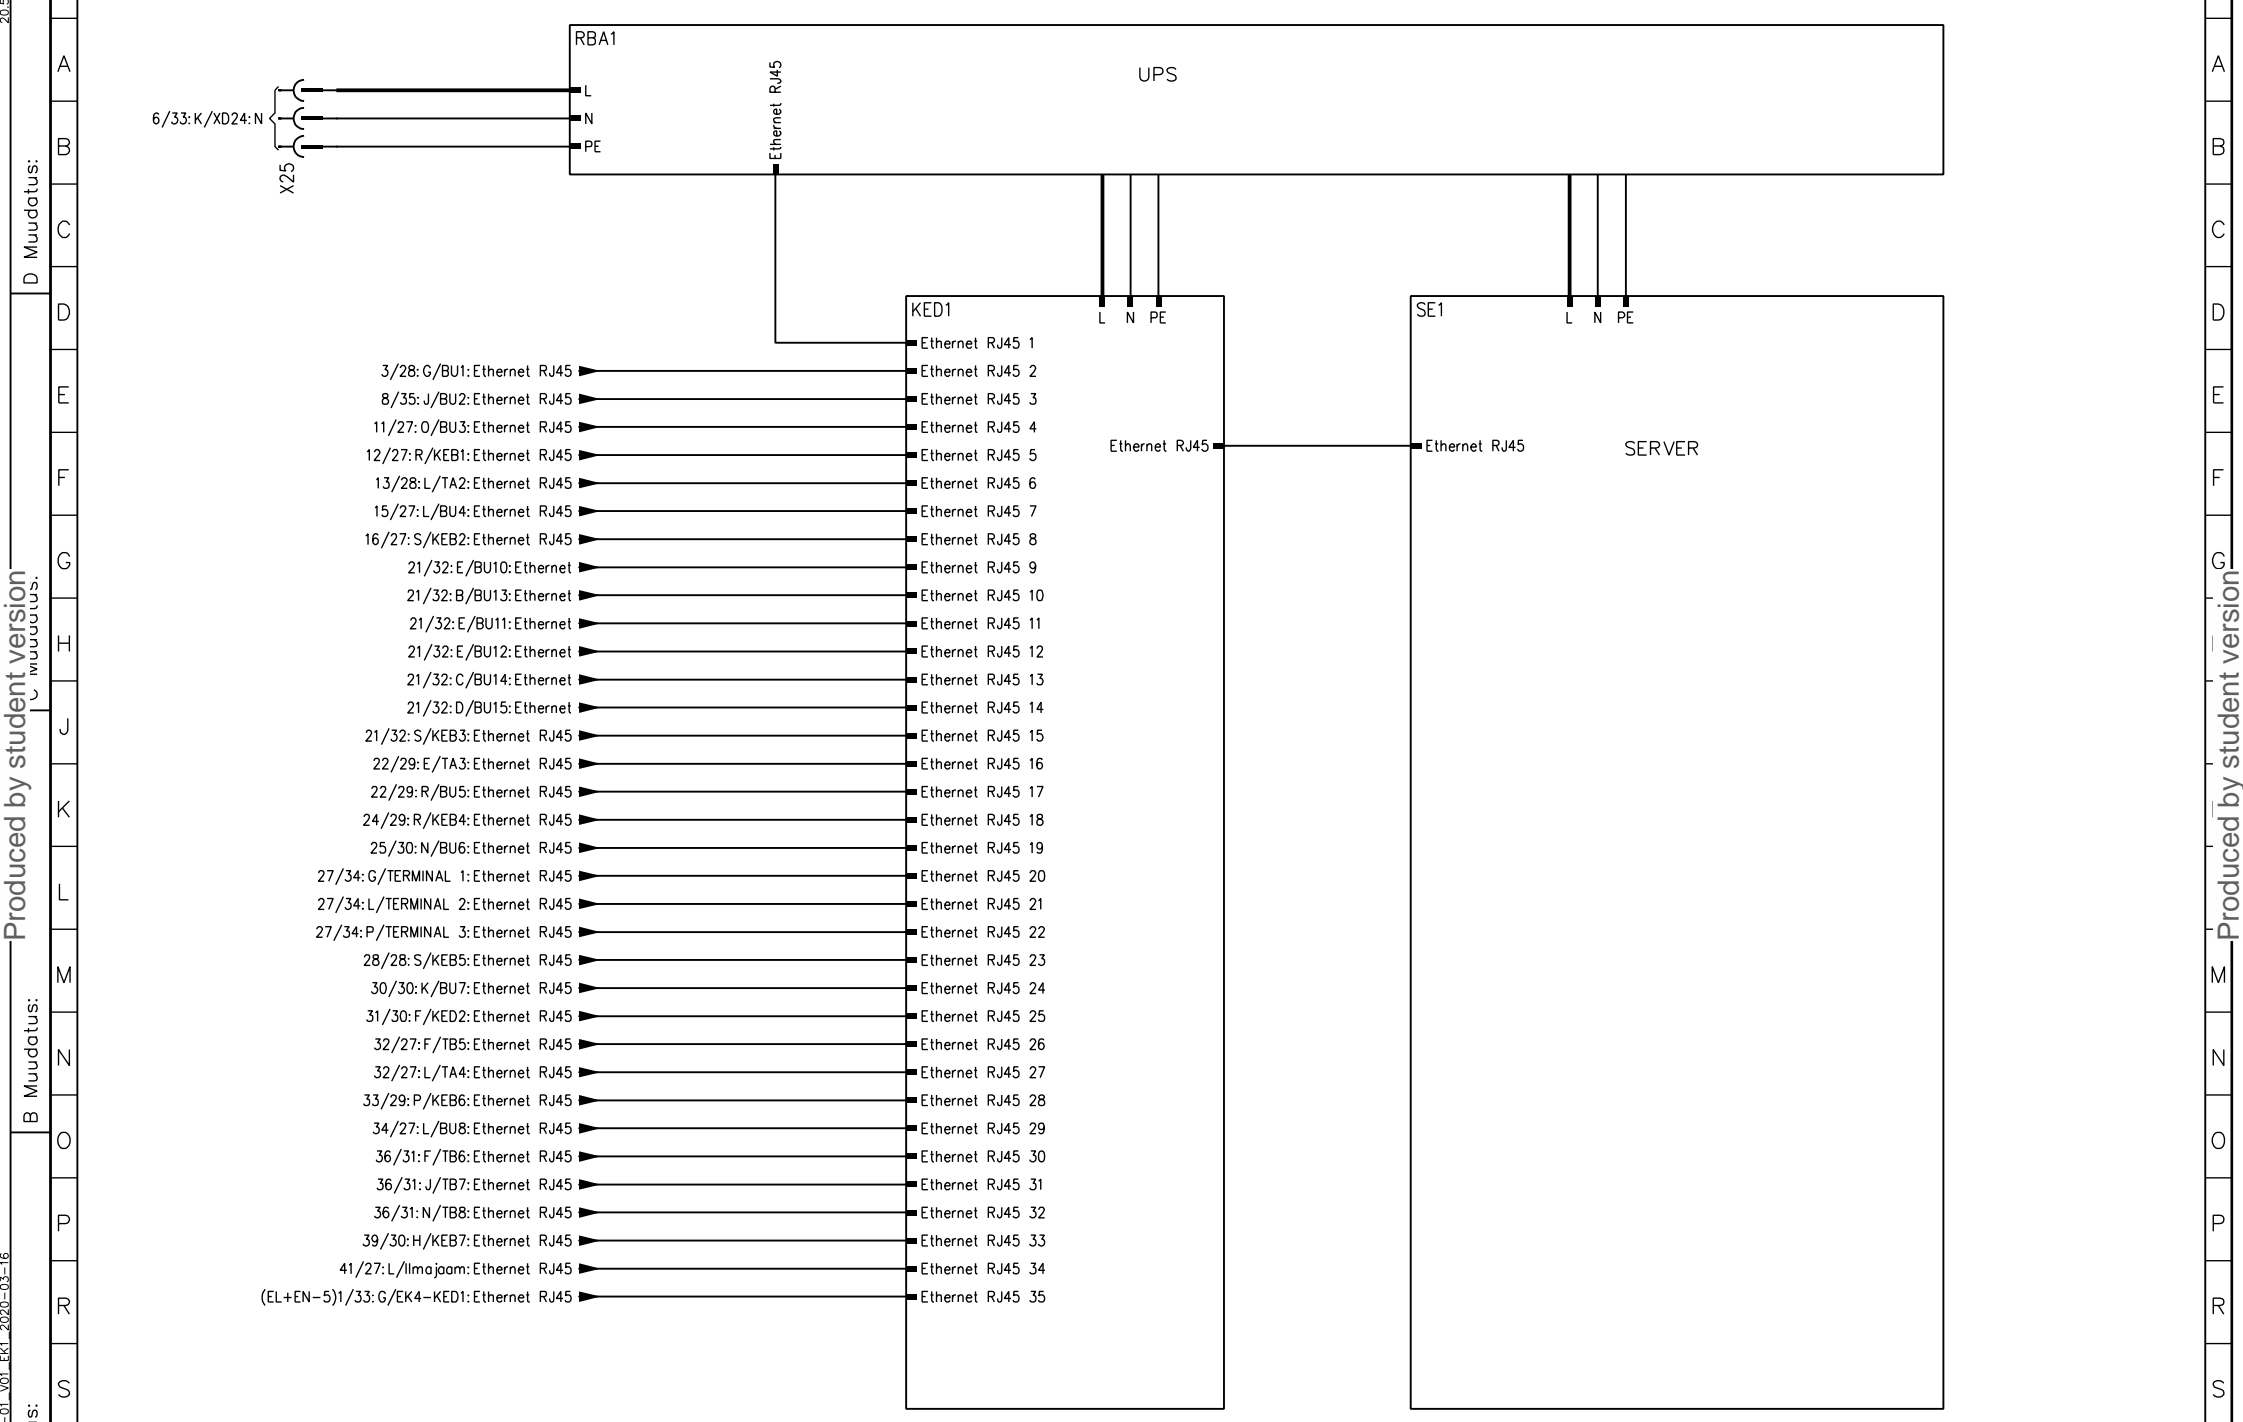 RBA1
UPS
Ethernet RJ45
L
6/33:K/XD24:N
N
PE
X25
KED1
L N PE
SE1
L N PE
Ethernet RJ45 1
3/28:G/BU1:Ethernet RJ45 Ethernet RJ45 2
8/35:J/BU2:Ethernet RJ45 Ethernet RJ45 3
11/27:O/BU3:Ethernet RJ45 Ethernet RJ45 4
Ethernet RJ45 Ethernet RJ45 SERVER
12/27:R/KEB1:Ethernet RJ45 Ethernet RJ45 5
13/28:L/TA2:Ethernet RJ45 Ethernet RJ45 6
15/27:L/BU4:Ethernet RJ45 Ethernet RJ45 7
16/27:S/KEB2:Ethernet RJ45 Ethernet RJ45 8
21/32:E/BU10:Ethernet Ethernet RJ45 9
21/32:B/BU13:Ethernet Ethernet RJ45 10
21/32:E/BU11:Ethernet Ethernet RJ45 11
21/32:E/BU12:Ethernet Ethernet RJ45 12
21/32:C/BU14:Ethernet Ethernet RJ45 13
21/32:D/BU15:Ethernet Ethernet RJ45 14
21/32:S/KEB3:Ethernet RJ45 Ethernet RJ45 15
22/29:E/TA3:Ethernet RJ45 Ethernet RJ45 16
22/29:R/BU5:Ethernet RJ45 Ethernet RJ45 17
24/29:R/KEB4:Ethernet RJ45 Ethernet RJ45 18
25/30:N/BU6:Ethernet RJ45 Ethernet RJ45 19
27/34:G/TERMINAL 1:Ethernet RJ45 Ethernet RJ45 20
27/34:L/TERMINAL 2:Ethernet RJ45 Ethernet RJ45 21
27/34:P/TERMINAL 3:Ethernet RJ45 Ethernet RJ45 22
28/28:S/KEB5:Ethernet RJ45 Ethernet RJ45 23
30/30:K/BU7:Ethernet RJ45 Ethernet RJ45 24
31/30:F/KED2:Ethernet RJ45 Ethernet RJ45 25
32/27:F/TB5:Ethernet RJ45 Ethernet RJ45 26
32/27:L/TA4:Ethernet RJ45 Ethernet RJ45 27
33/29:P/KEB6:Ethernet RJ45 Ethernet RJ45 28
34/27:L/BU8:Ethernet RJ45 Ethernet RJ45 29
36/31:F/TB6:Ethernet RJ45 Ethernet RJ45 30
36/31:J/TB7:Ethernet RJ45 Ethernet RJ45 31
36/31:N/TB8:Ethernet RJ45 Ethernet RJ45 32
39/30:H/KEB7:Ethernet RJ45 Ethernet RJ45 33
41/27:L/Ilmajaam:Ethernet RJ45 Ethernet RJ45 34
(EL+EN-5)1/33:G/EK4-KED1:Ethernet RJ45 Ethernet RJ45 35
A
B
C
D
E
F
G
H
J
K
L
M
N
O
P
R
S
A
B
C
D
E
F
G
M
N
O
P
R
S
D Muudatus:
B Muudatus:
Produced by student version
Produced by student version